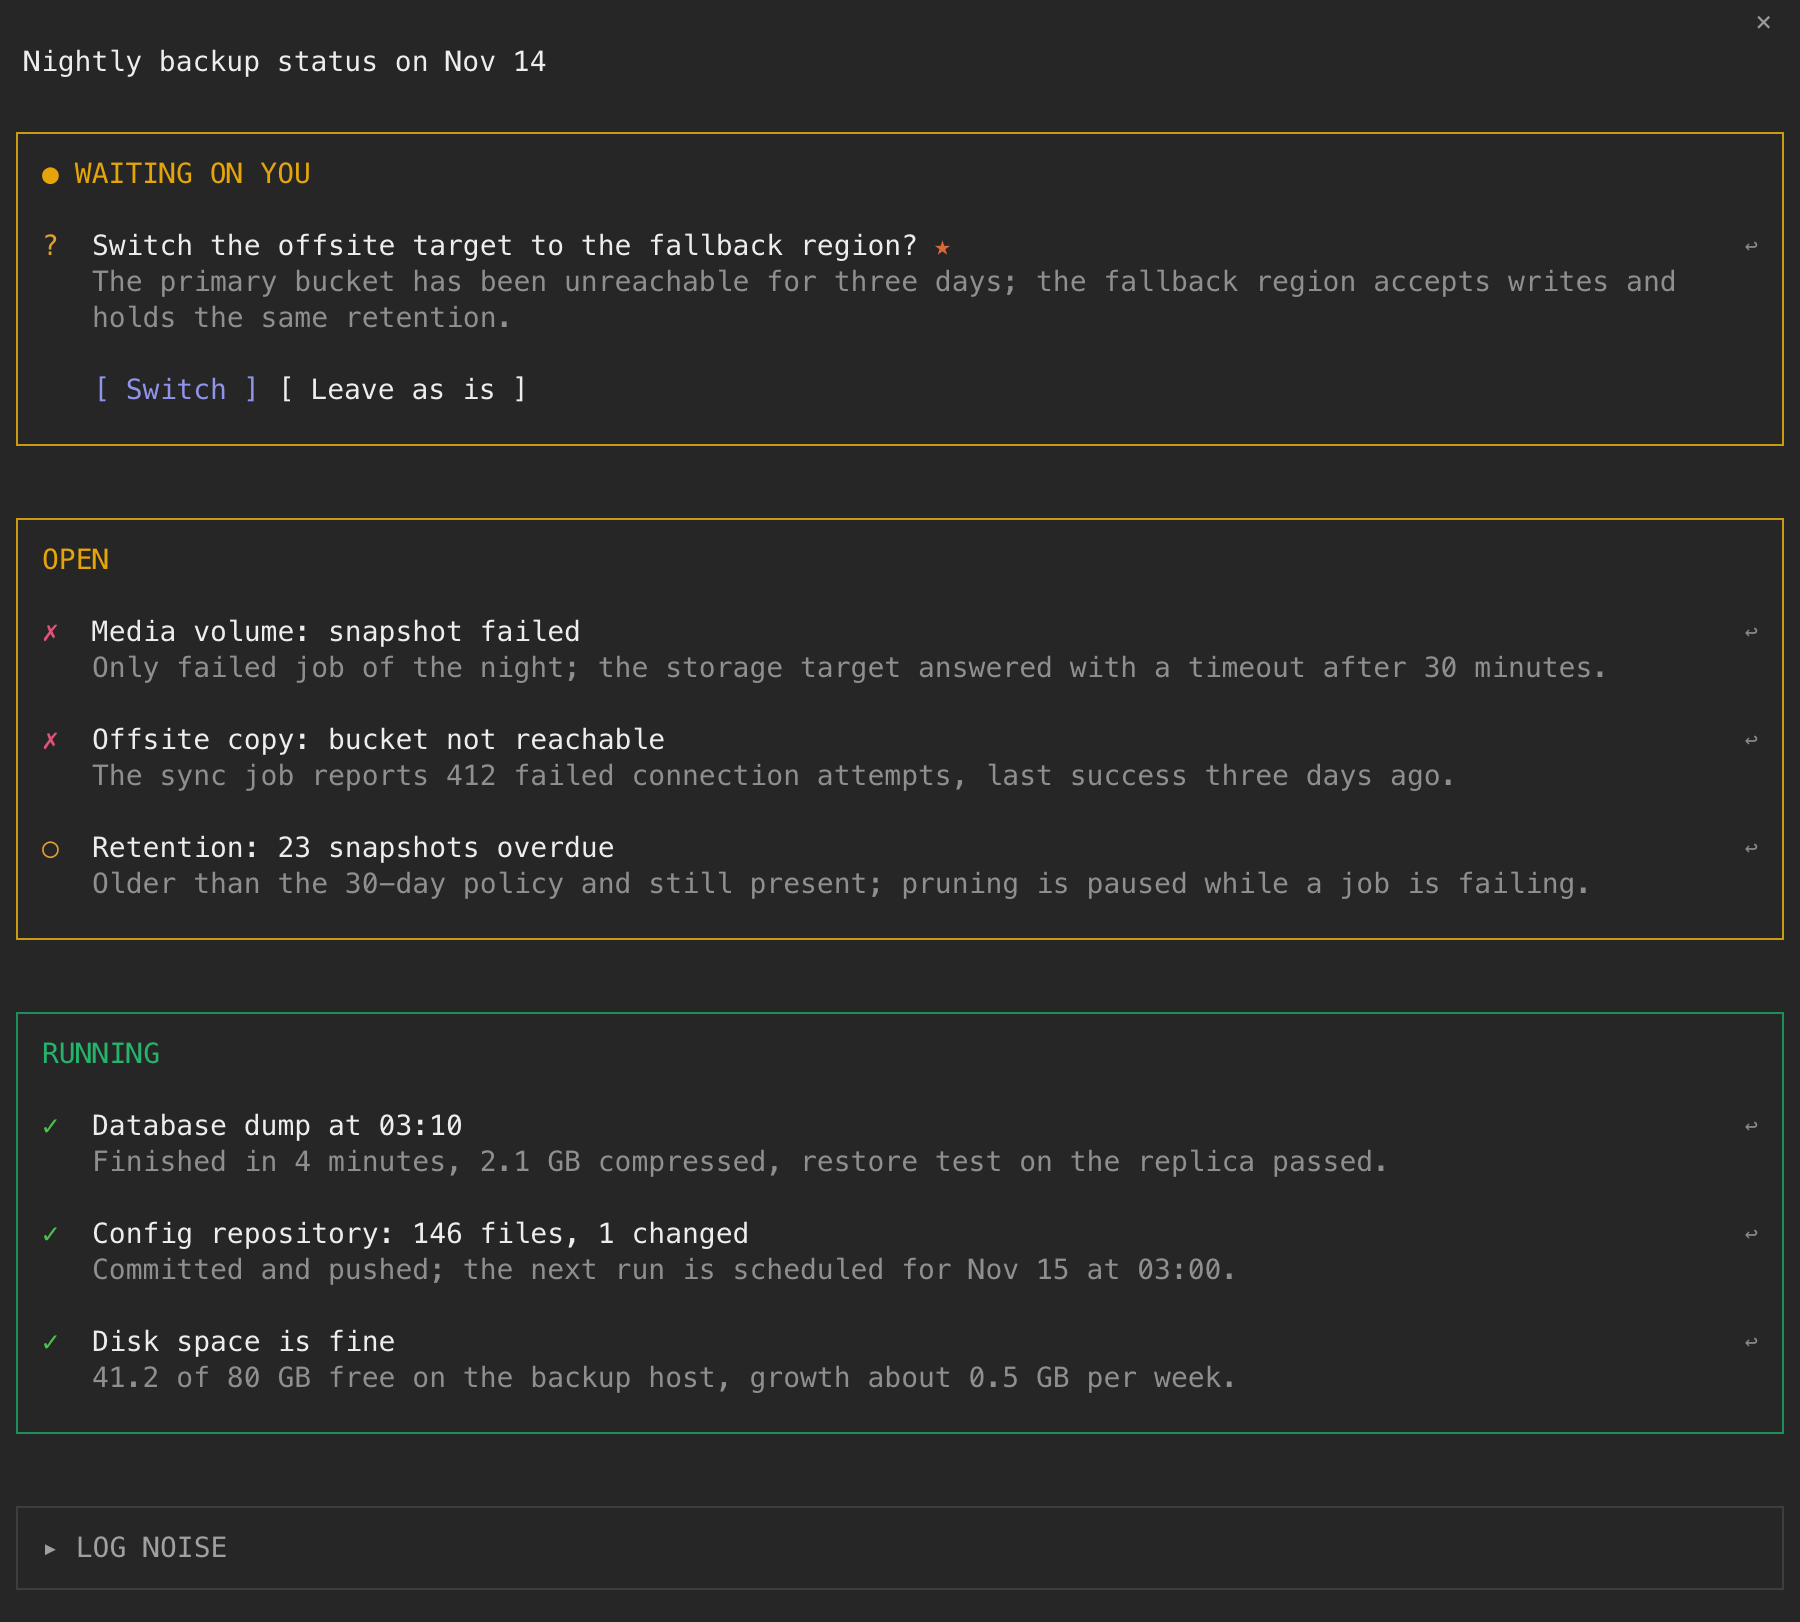 ×
Nightly backup status on Nov 14
● WAITING ON YOU
? Switch the offsite target to the fallback region? ★ ↩
The primary bucket has been unreachable for three days; the fallback region accepts writes and
holds the same retention.
[ Switch ] [ Leave as is ]
OPEN
✗ Media volume: snapshot failed ↩
Only failed job of the night; the storage target answered with a timeout after 30 minutes.
✗ Offsite copy: bucket not reachable ↩
The sync job reports 412 failed connection attempts, last success three days ago.
○ Retention: 23 snapshots overdue ↩
Older than the 30–day policy and still present; pruning is paused while a job is failing.
RUNNING
✓ Database dump at 03:10 ↩
Finished in 4 minutes, 2.1 GB compressed, restore test on the replica passed.
✓ Config repository: 146 files, 1 changed ↩
Committed and pushed; the next run is scheduled for Nov 15 at 03:00.
✓ Disk space is fine ↩
41.2 of 80 GB free on the backup host, growth about 0.5 GB per week.
▸ LOG NOISE